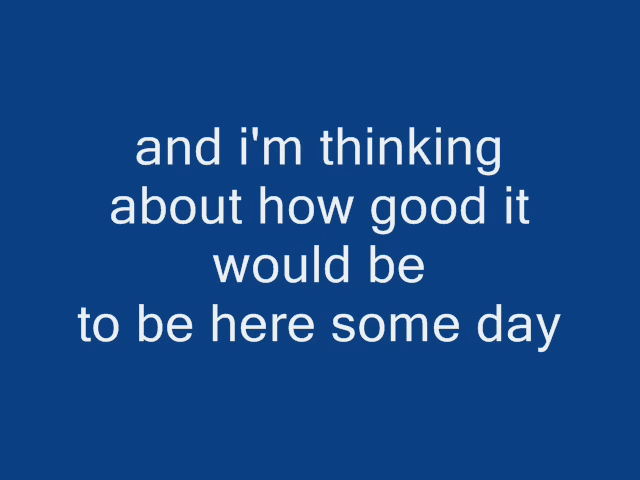 and i'm thinking
about how good it
would be
to be here some day